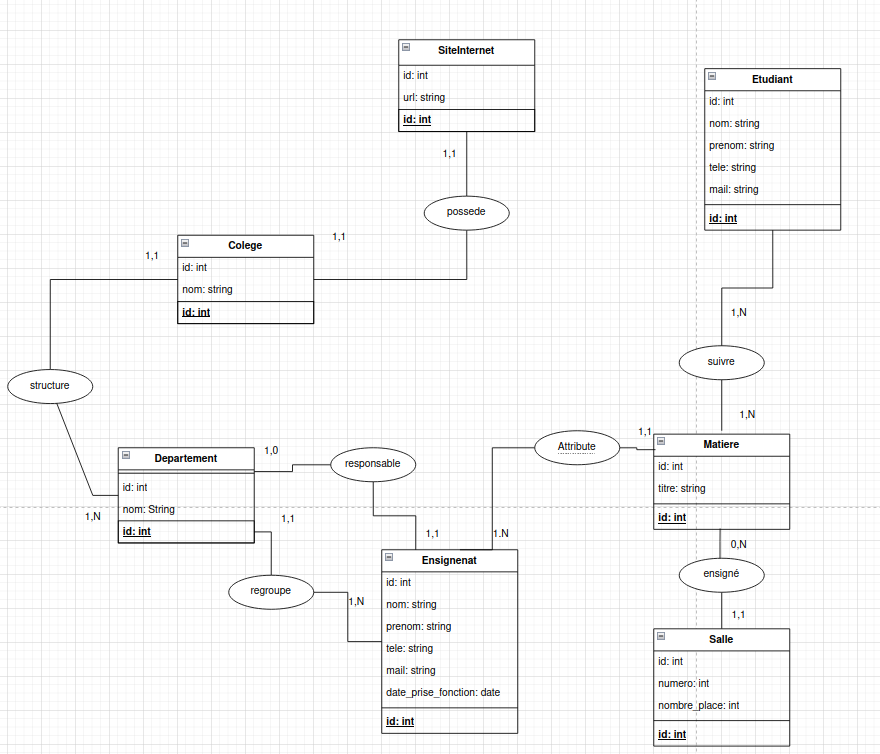 SiteInternet
id: int
url: string
id: int
1,1
possede
Etudiant
id: int
nom: string
prenom: string
tele: string
mail: string
id: int
1,1
Colege
id: int
nom: string
id: int
1,1
structure
1,N
suivre
1,N
1,N
Departement
id: int
nom: String
id: int
1,0
responsable
1,1
1,1
regroupe
1,N
Attribute
1,1
1.N
Matiere
id: int
titre: string
id: int
0,N
ensigné
1,1
Ensignenat
id: int
nom: string
prenom: string
tele: string
mail: string
date_prise_fonction: date
id: int
Salle
id: int
numero: int
nombre_place: int
id: int